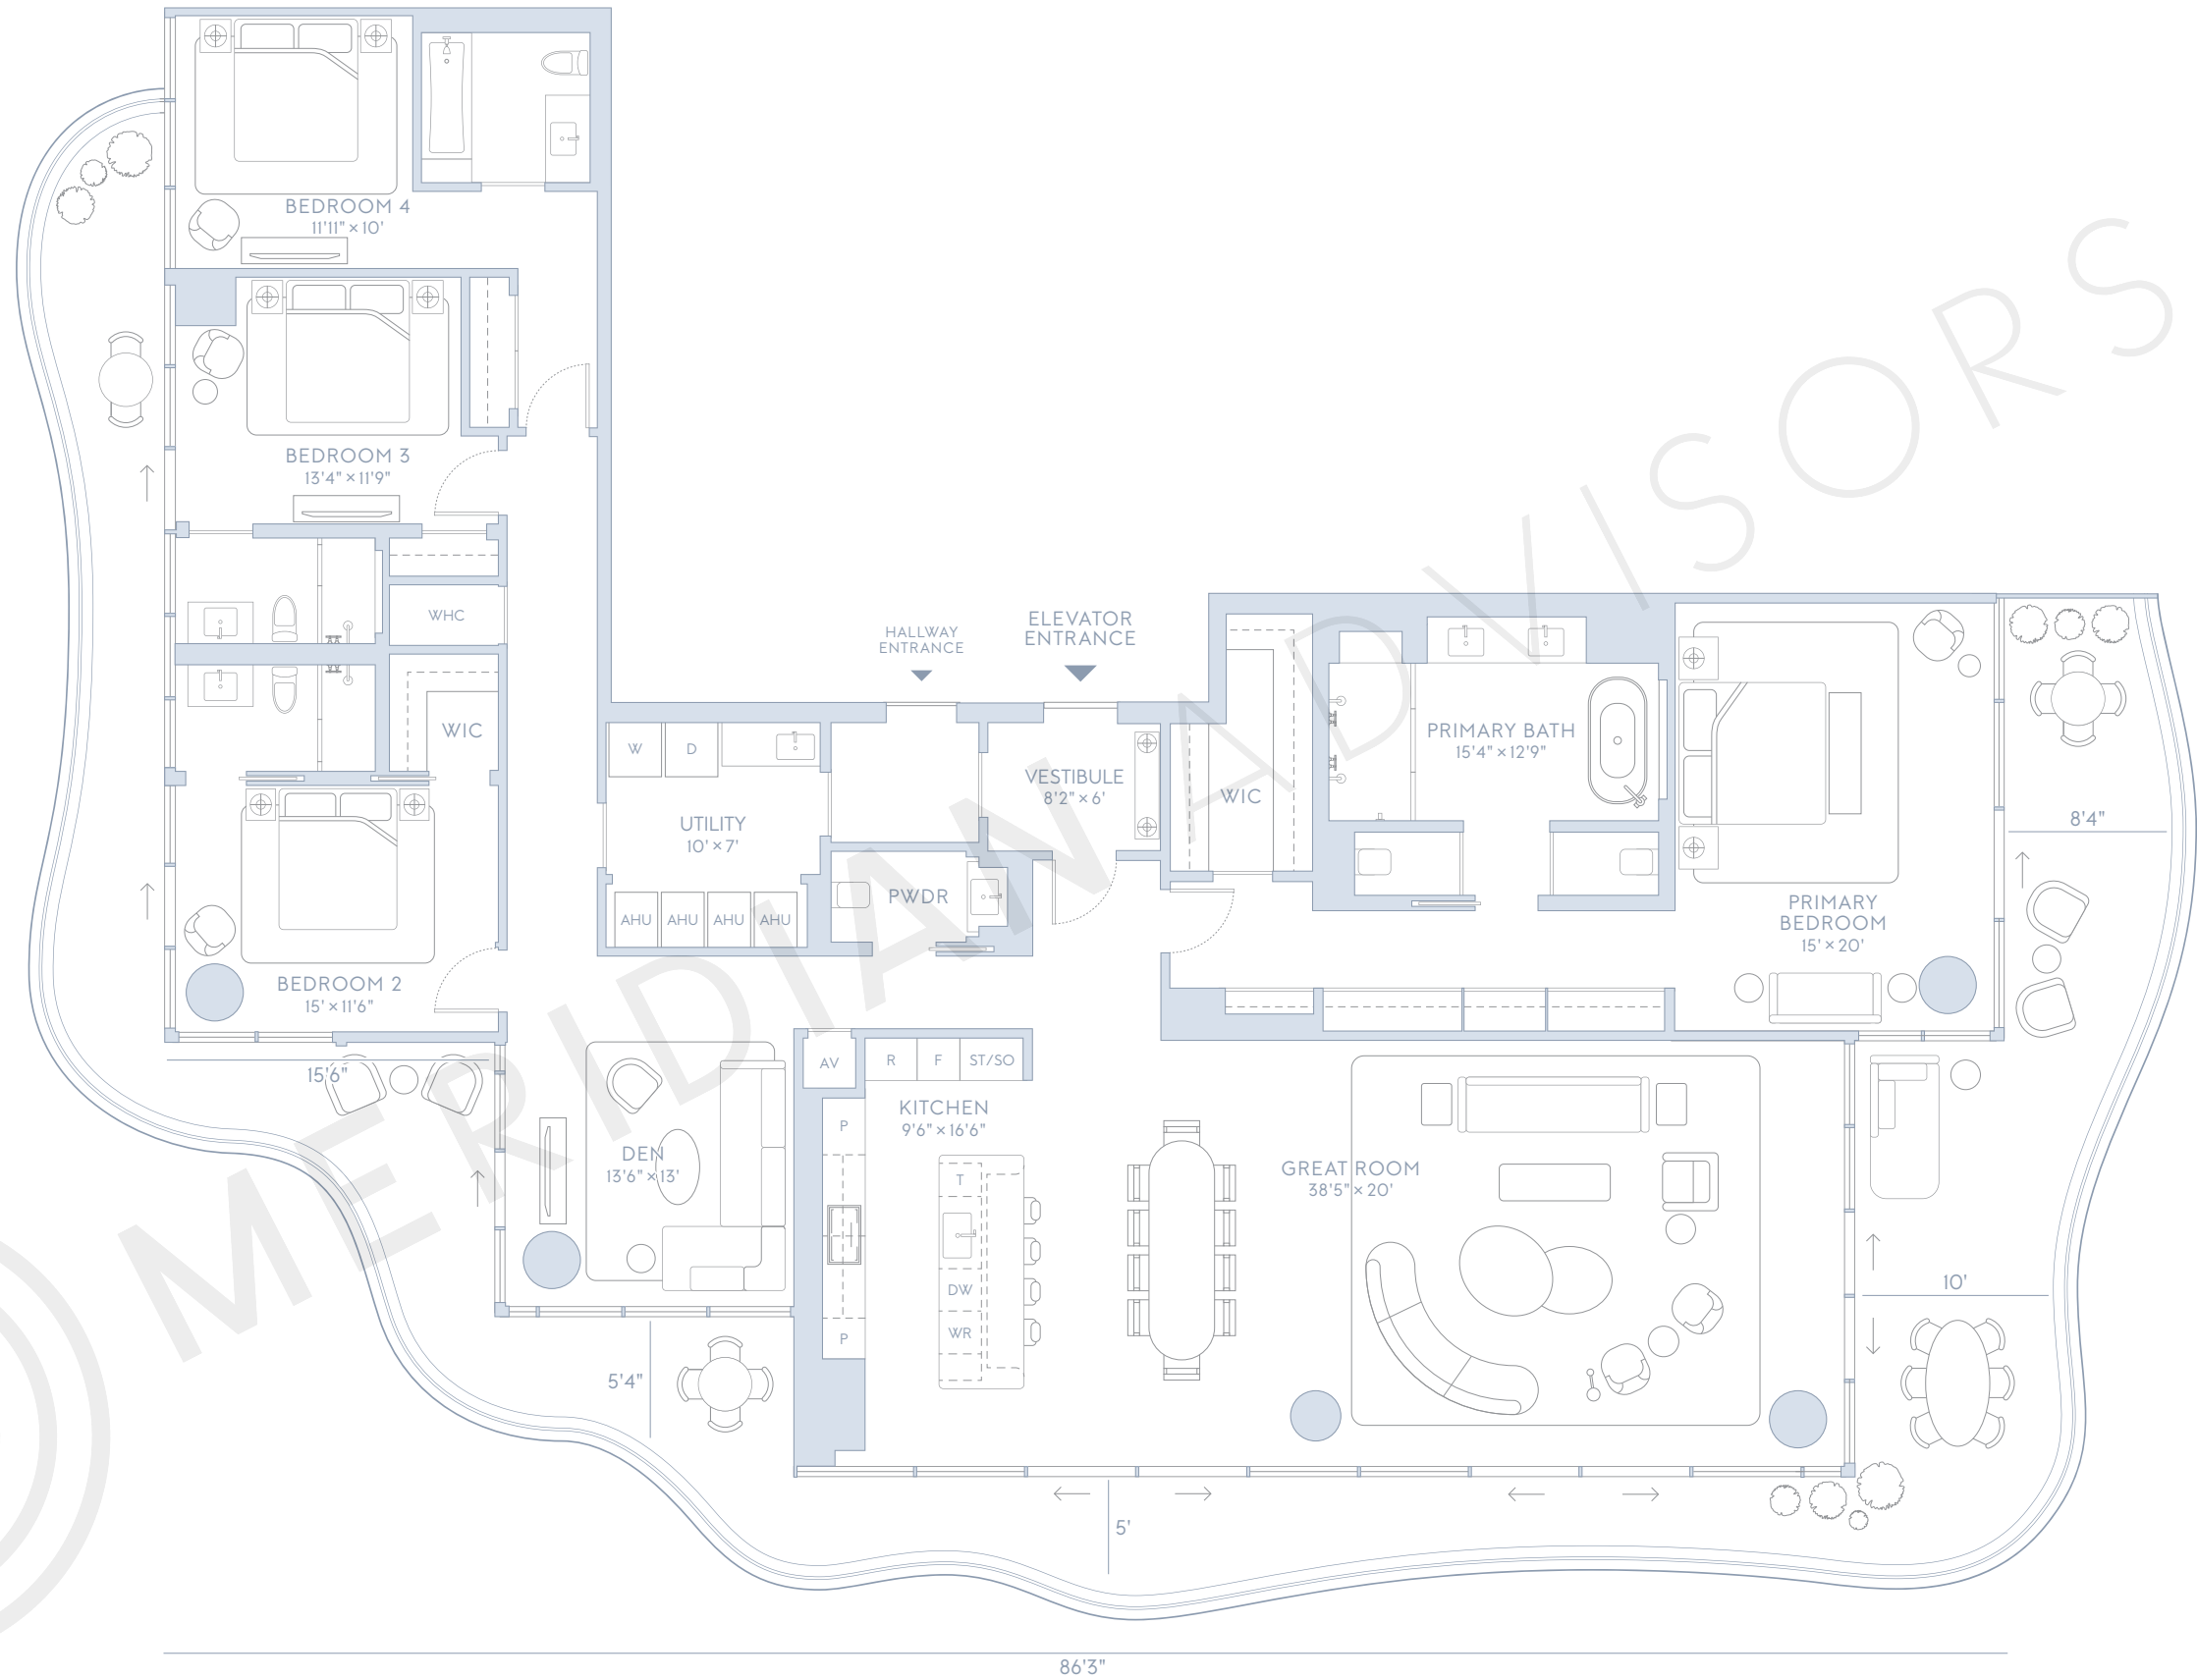 BEDROOM 4
11'11" × 10'
BEDROOM 3
13'4" × 11'9"
WHC
WIC
BEDROOM 2
15' × 11'6"
15'6"
HALLWAY
ENTRANCE
ELEVATOR
ENTRANCE
W
D
UTILITY
10' × 7'
AHU
AHU
AHU
AHU
PWDR
VESTIBULE
8'2" × 6'
WIC
PRIMARY BATH
15'4" × 12'9"
PRIMARY
BEDROOM
15' × 20'
8'4"
DEN
13'6" × 13'
5'4"
AV
R
F
ST/SO
KITCHEN
9'6" × 16'6"
P
P
T
DW
WR
GREAT ROOM
38'5" × 20'
10'
5'
86'3"
MERIDIAN ADVISORS